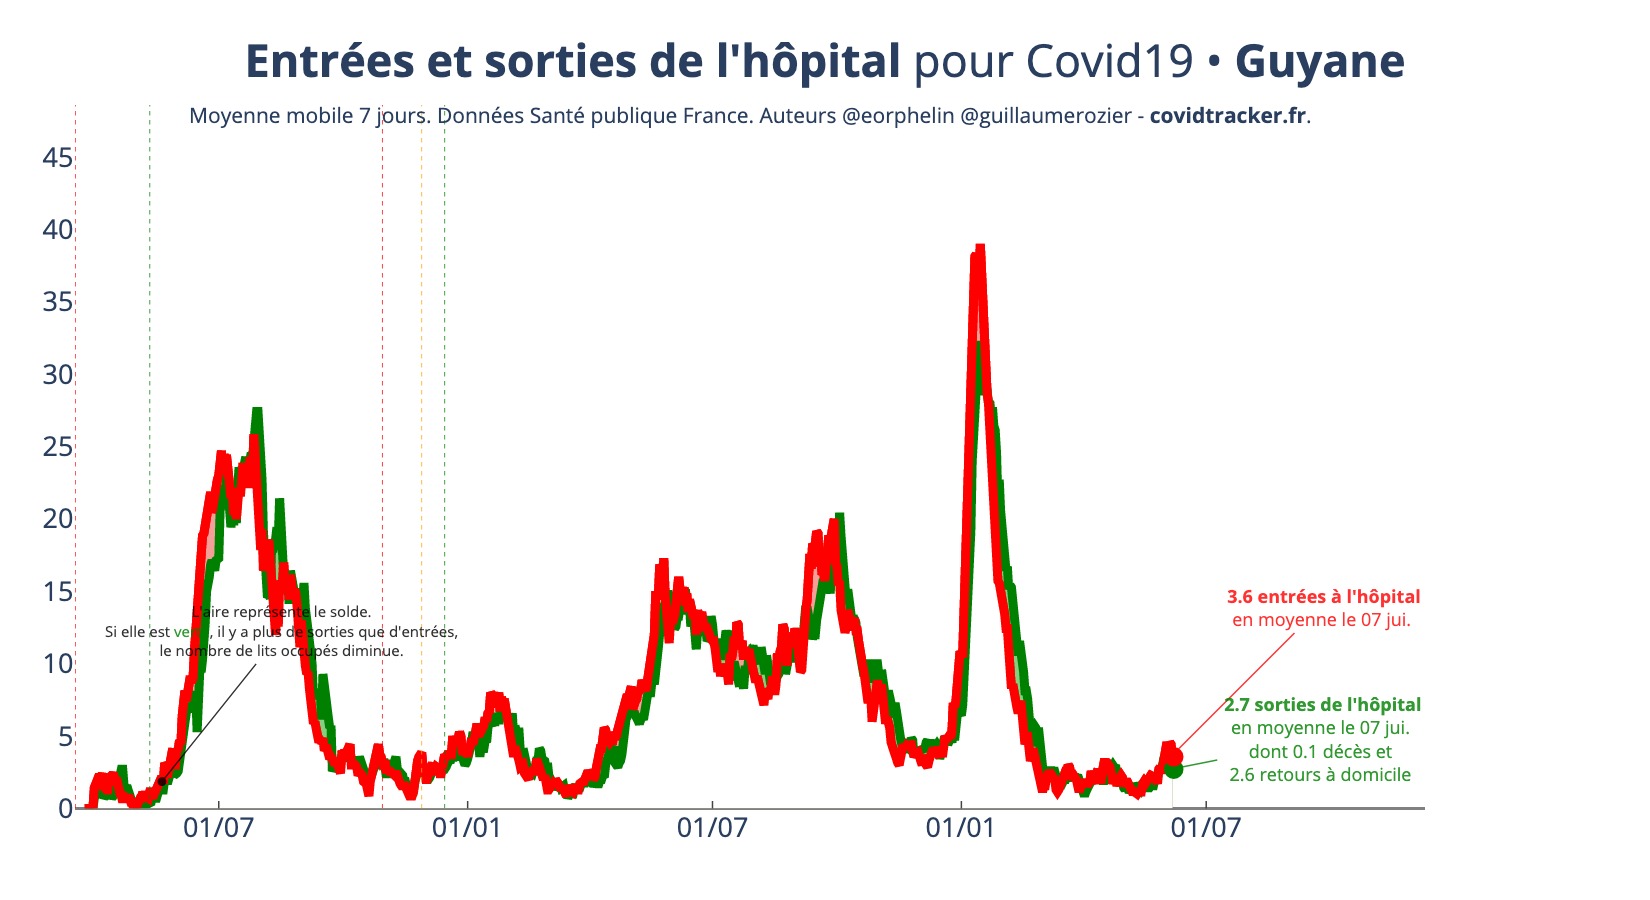 Entrées et sorties de l'hôpital pour Covid19 • Guyane
Moyenne mobile 7 jours. Données Santé publique France. Auteurs @eorphelin @guillaumerozier - covidtracker.fr.
45
40
35
30
25
20
15
10
5
0
L'aire représente le solde.
Si elle est verte, il y a plus de sorties que d'entrées,
le nombre de lits occupés diminue.
3.6 entrées à l'hôpital
en moyenne le 07 jui.
2.7 sorties de l'hôpital
en moyenne le 07 jui.
dont 0.1 décès et
2.6 retours à domicile
01/07
01/01
01/07
01/01
01/07